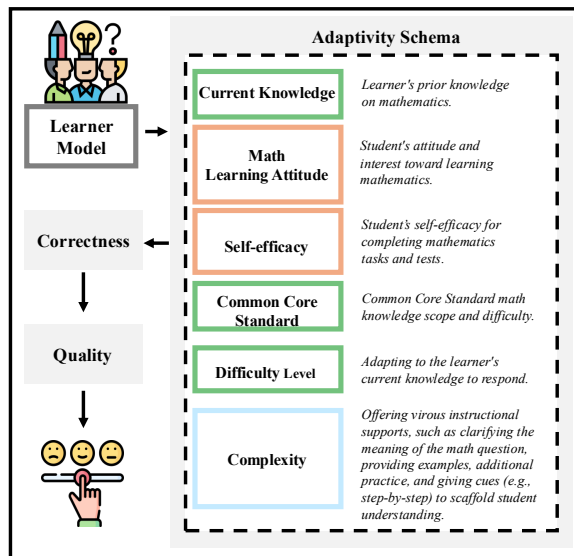 Adaptivity Schema
Learner
Model
Current Knowledge
Learner's prior knowledge
on mathematics.
Math
Learning Attitude
Student's attitude and
interest toward learning
mathematics.
Correctness
Self-efficacy
Student's self-efficacy for
completing mathematics
tasks and tests.
Common Core
Standard
Common Core Standard math
knowledge scope and difficulty.
Quality
Difficulty Level
Adapting to the learner's
current knowledge to respond.
Complexity
Offering virous instructional
supports, such as clarifying the
meaning of the math question,
providing examples, additional
practice, and giving cues (e.g.,
step-by-step) to scaffold student
understanding.